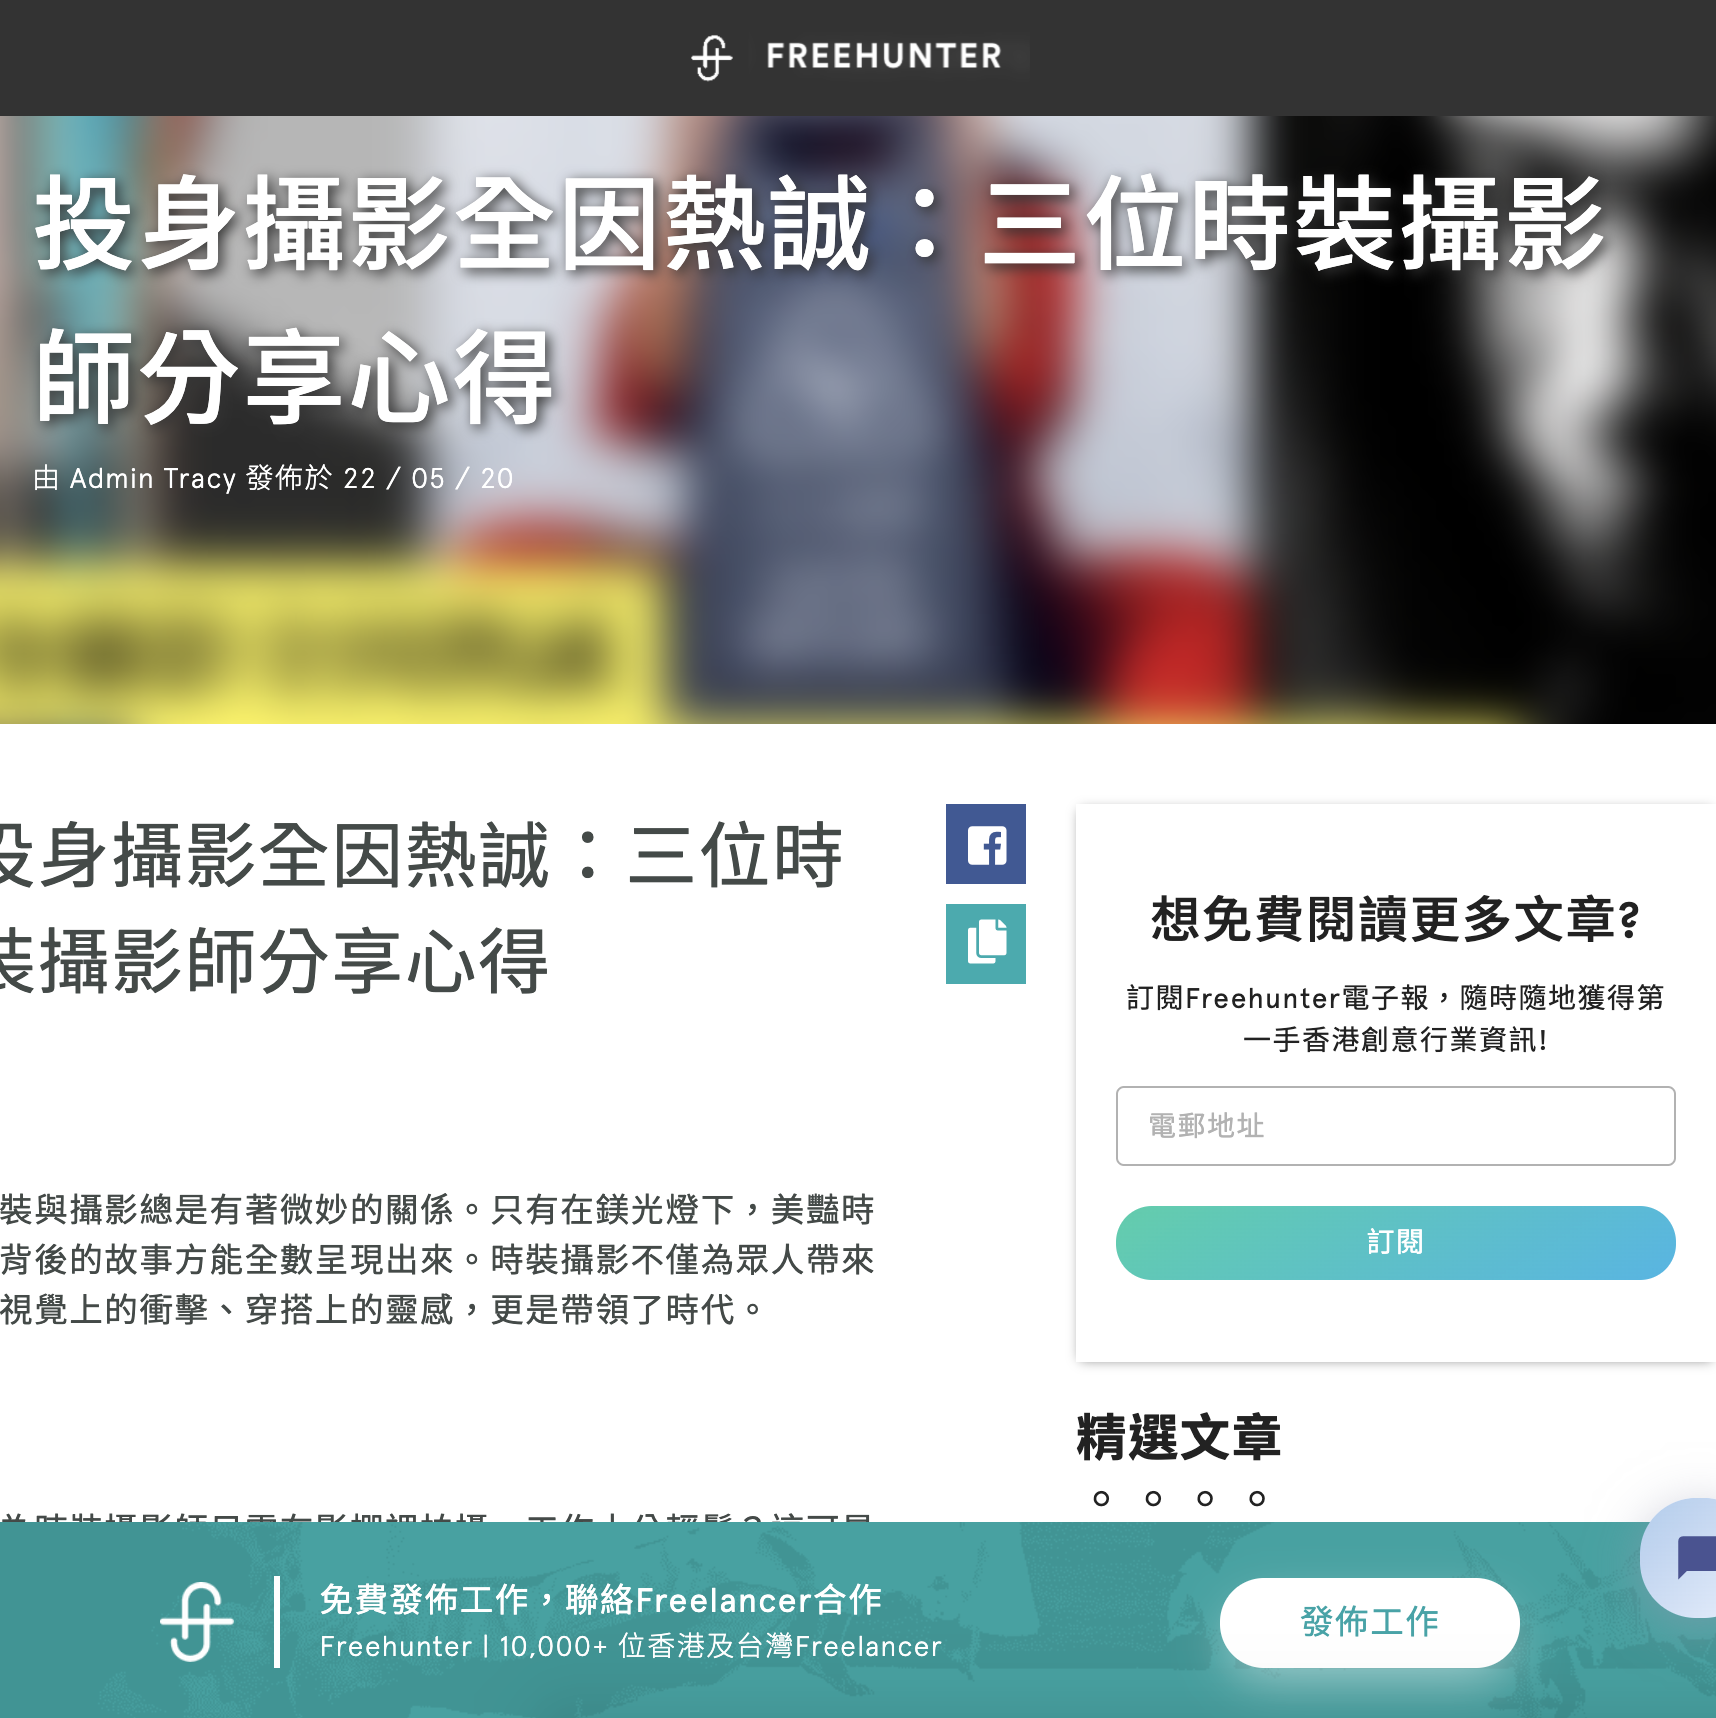 FREEHUNTER
投身攝影全因熱誠：三位時裝攝影
師分享心得
由 Admin Tracy 發佈於 22 / 05 / 20
投身攝影全因熱誠：三位時
裝攝影師分享心得
裝與攝影總是有著微妙的關係。只有在鎂光燈下，美豔時
背後的故事方能全數呈現出來。時裝攝影不僅為眾人帶來
視覺上的衝擊、穿搭上的靈感，更是帶領了時代。
想免費閱讀更多文章?
訂閱Freehunter電子報，隨時隨地獲得第
一手香港創意行業資訊!
電郵地址
訂閱
精選文章
免費發佈工作，聯絡Freelancer合作
Freehunter | 10,000+ 位香港及台灣Freelancer
發佈工作